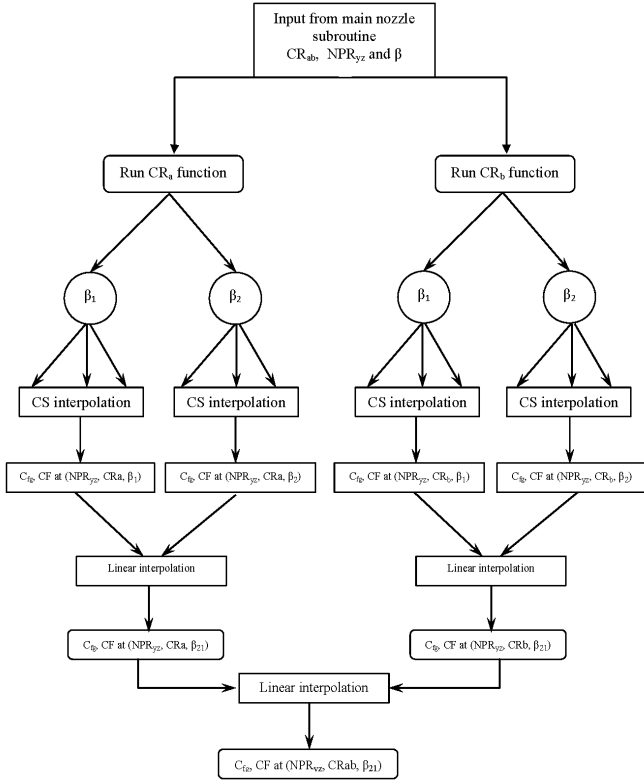 Input from main nozzle
subroutine
CRab, NPRyz and β
Run CRa function
Run CRb function
β1
β2
β1
β2
CS interpolation
CS interpolation
CS interpolation
CS interpolation
Cfg, CF at (NPRyz, CRa, β1)
Cfg, CF at (NPRyz, CRa, β2)
Cfg, CF at (NPRyz, CRb, β1)
Cfg, CF at (NPRyz, CRb, β2)
Linear interpolation
Linear interpolation
Cfg, CF at (NPRyz, CRa, β21)
Cfg, CF at (NPRyz, CRb, β21)
Linear interpolation
Cfg, CF at (NPRyz, CRab, β21)